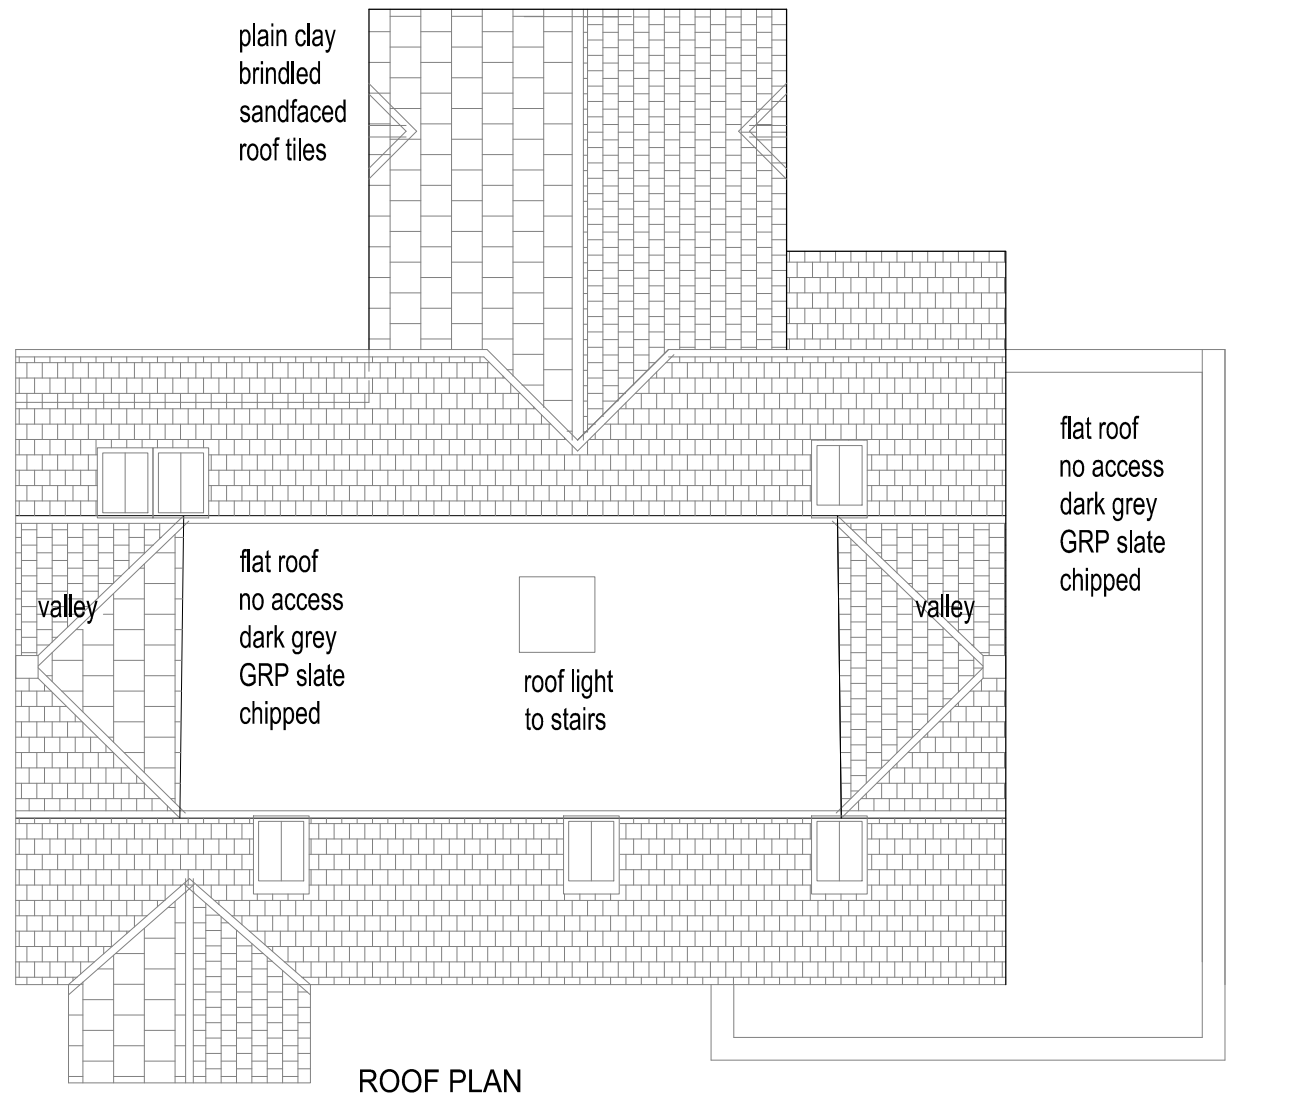 plain clay
brindled
sandfaced
roof tiles
flat roof
no access
dark grey
GRP slate
chipped
flat roof
no access
dark grey
GRP slate
chipped
valley
valley
roof light
to stairs
ROOF PLAN